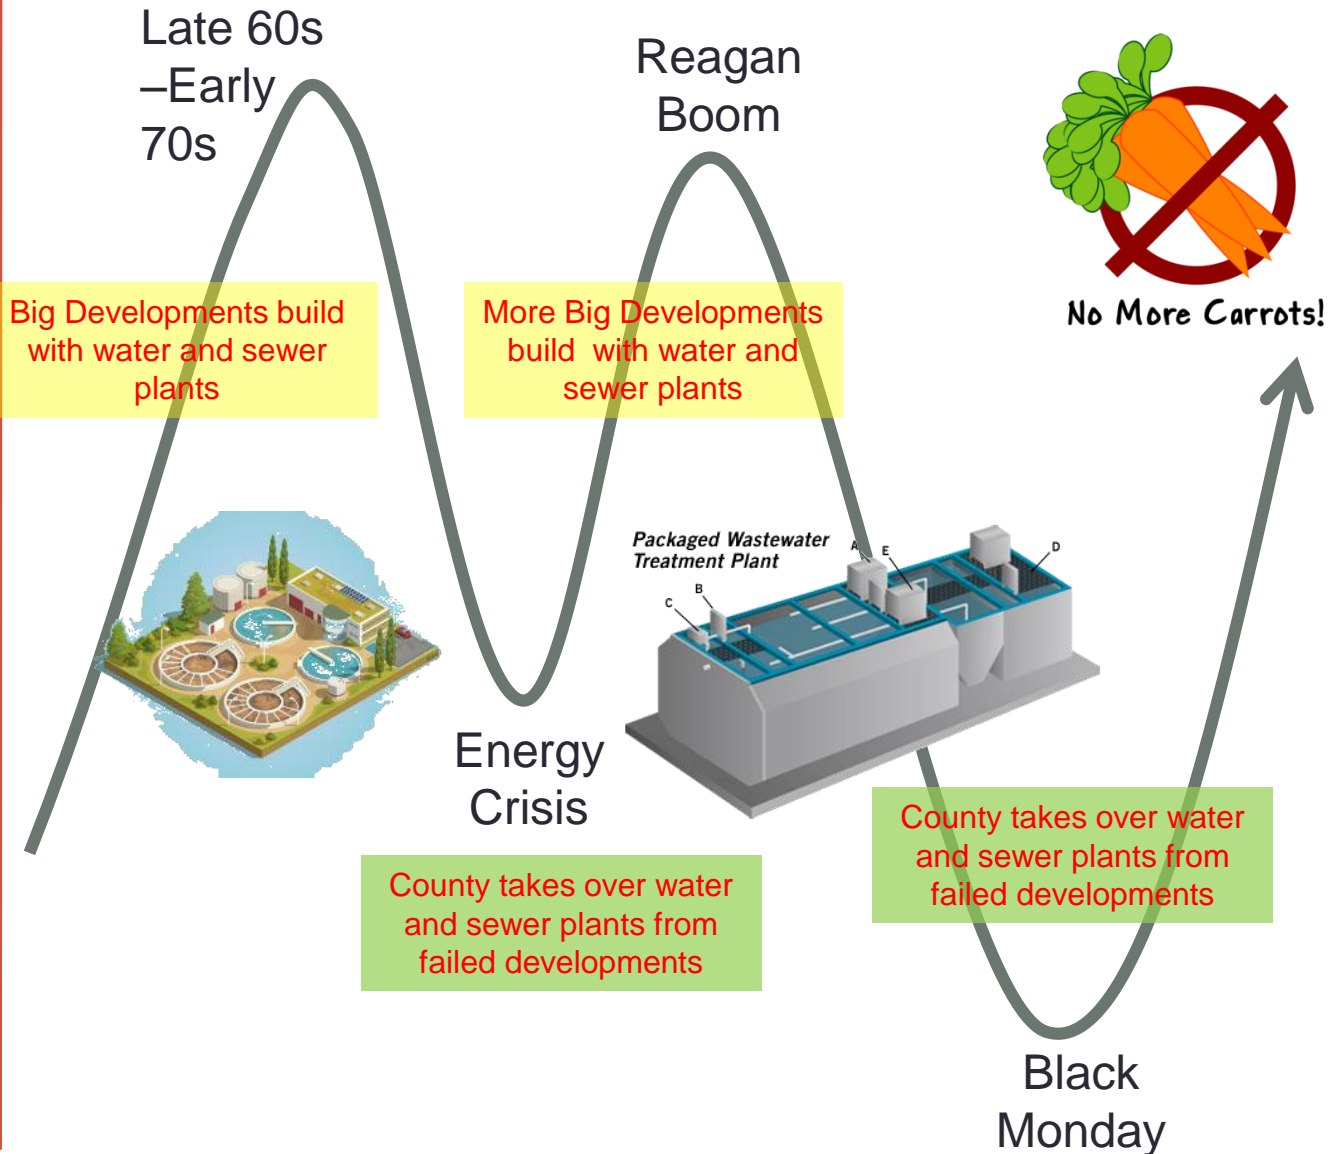 Late 60s
–Early
70s
Reagan
Boom
No More Carrots!
Big Developments build
with water and sewer
plants
More Big Developments
build with water and
sewer plants
Packaged Wastewater
Treatment Plant
A
E
D
B
C
Energy
Crisis
County takes over water
and sewer plants from
failed developments
County takes over water
and sewer plants from
failed developments
Black
Monday